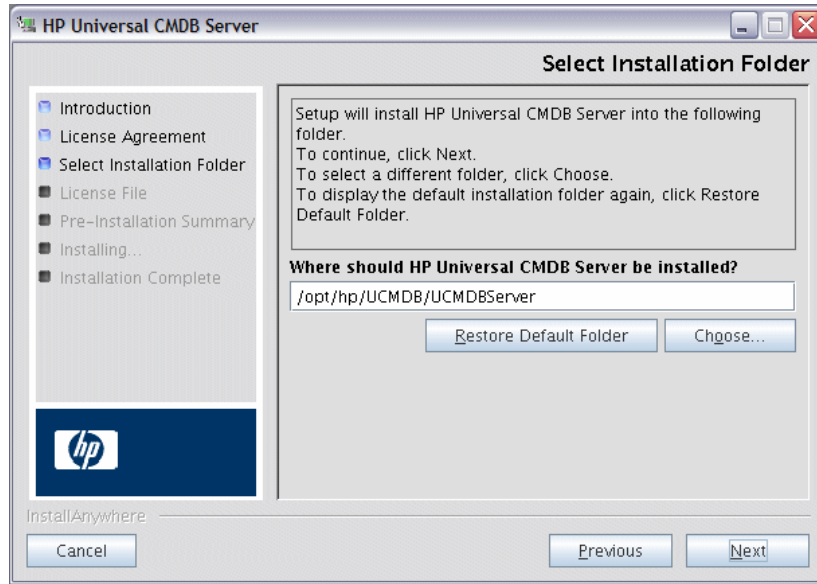 HP Universal CMDB Server
Select Installation Folder
Introduction
License Agreement
Select Installation Folder
License File
Pre-Installation Summary
Installing...
Installation Complete
Setup will install HP Universal CMDB Server into the following
folder.
To continue, click Next.
To select a different folder, click Choose.
To display the default installation folder again, click Restore
Default Folder.
Where should HP Universal CMDB Server be installed?
/opt/hp/UCMDB/UCMDBServer
Restore Default Folder
Choose...
hp
InstallAnywhere
Cancel
Previous
Next